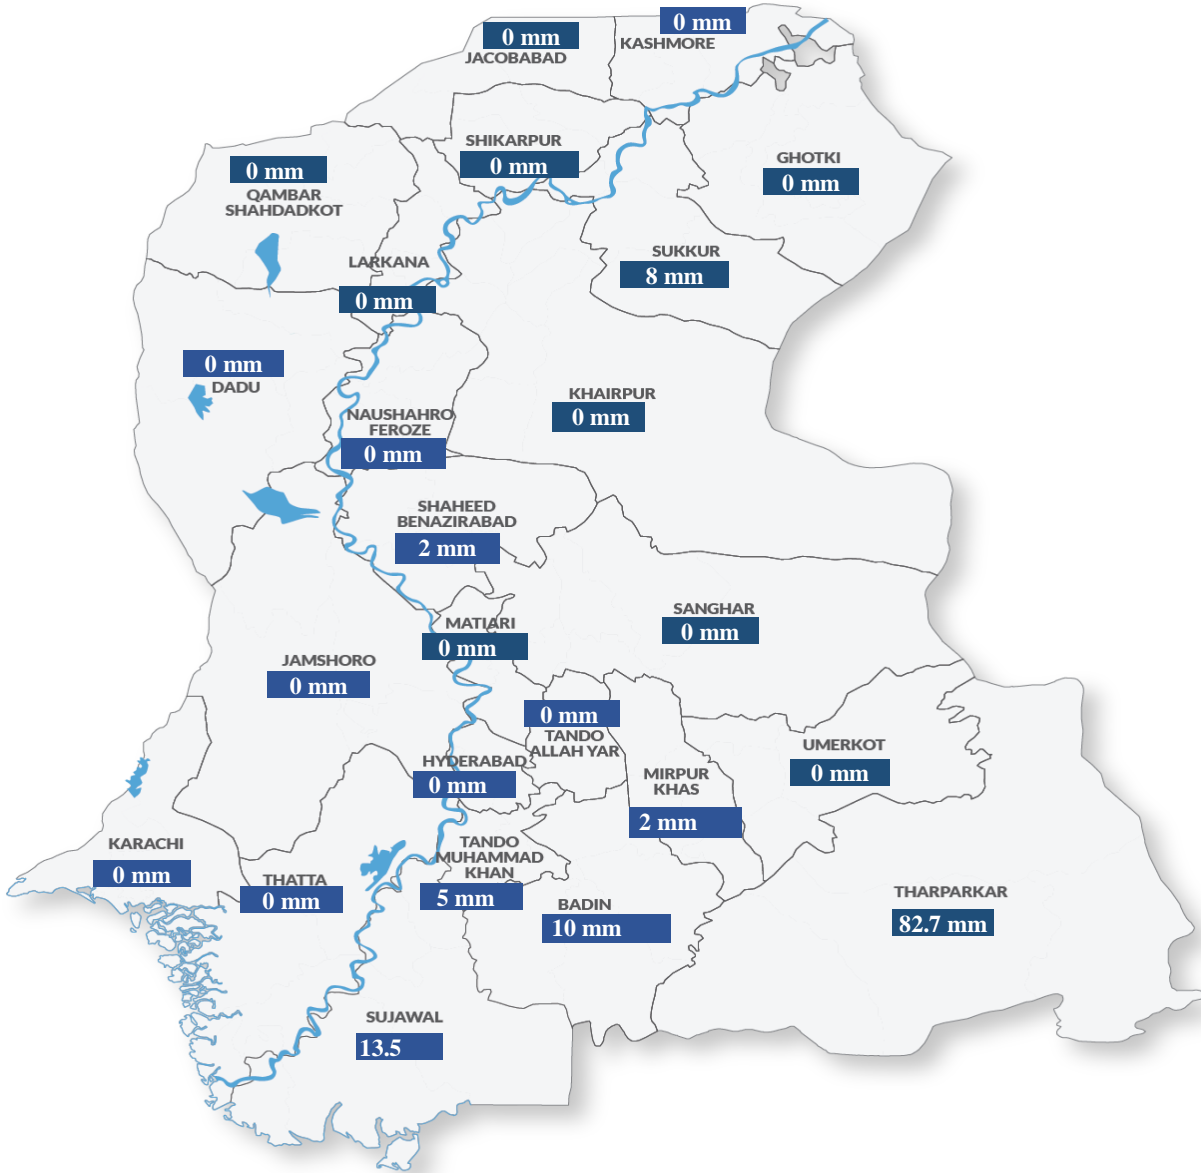 0 mm
KASHMORE
0 mm
JACOBABAD
SHIKARPUR
0 mm
GHOTKI
0 mm
0 mm
QAMBAR
SHAHDADKOT
SUKKUR
8 mm
LARKANA
0 mm
0 mm
DADU
KHAIRPUR
0 mm
NAUSHAHRO
FEROZE
0 mm
SHAHEED
BENAZIRABAD
2 mm
SANGHAR
0 mm
MATIARI
0 mm
JAMSHORO
0 mm
0 mm
TANDO
ALLAH YAR
UMERKOT
0 mm
HYDERABAD
0 mm
MIRPUR
KHAS
2 mm
KARACHI
0 mm
TANDO
MUHAMMAD
KHAN
5 mm
THATTA
0 mm
BADIN
10 mm
THARPARKAR
82.7 mm
SUJAWAL
13.5